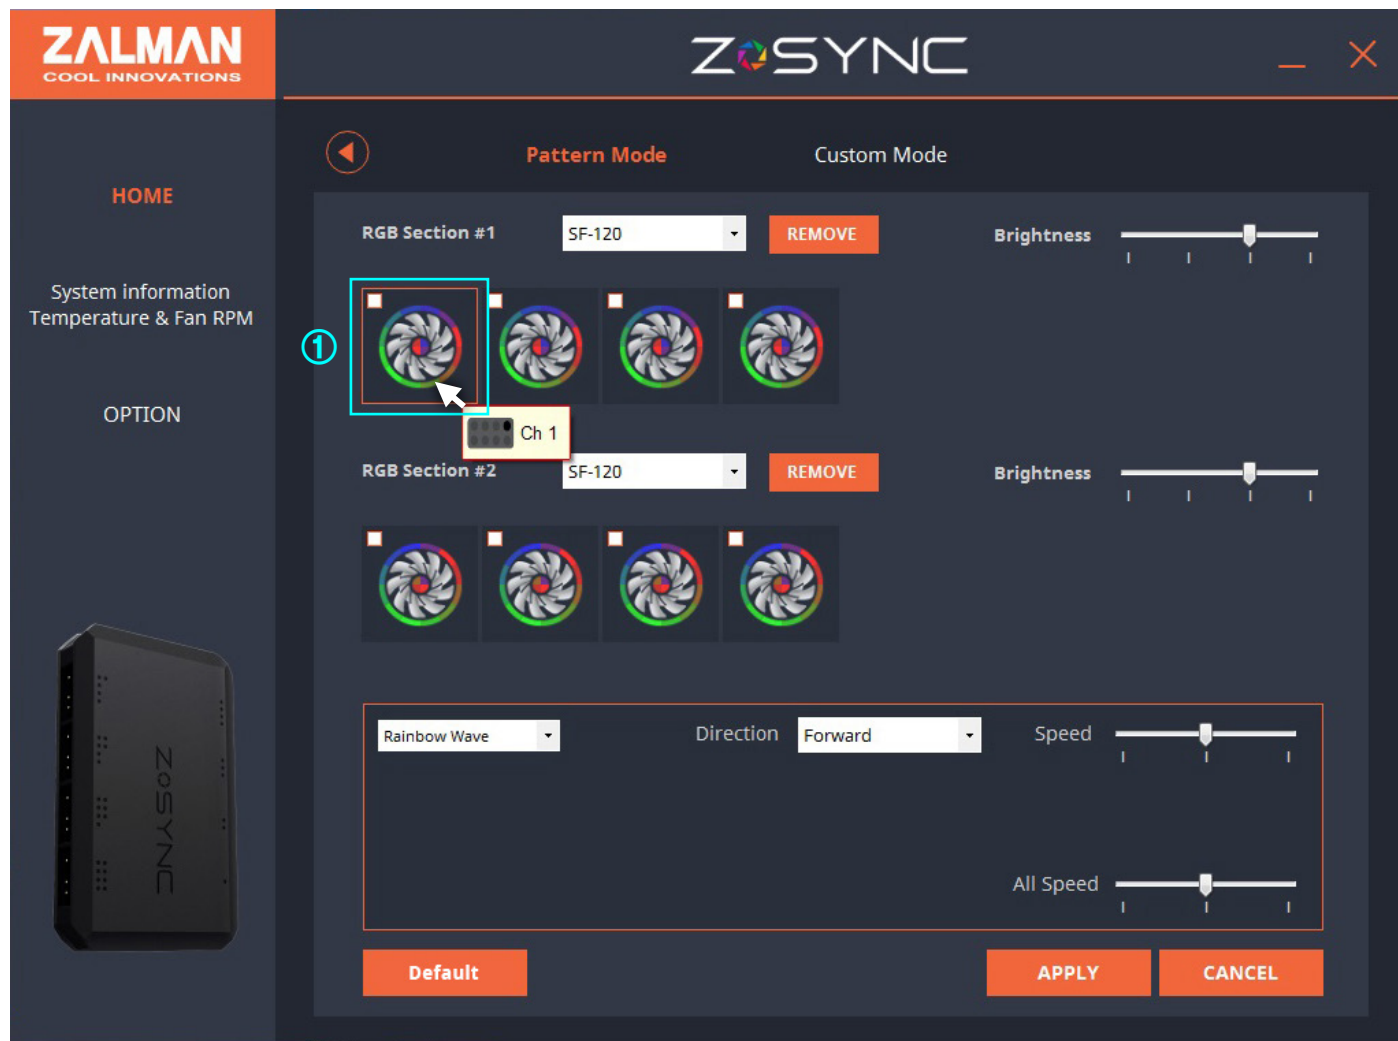 ZALMAN
COOL INNOVATIONS
ZSYNC
Pattern Mode
Custom Mode
HOME
System information
Temperature & Fan RPM
OPTION
RGB Section #1
SF-120
REMOVE
Brightness
①
Ch 1
RGB Section #2
SF-120
REMOVE
Brightness
Rainbow Wave
Direction
Forward
Speed
All Speed
ZSYNC
Default
APPLY
CANCEL